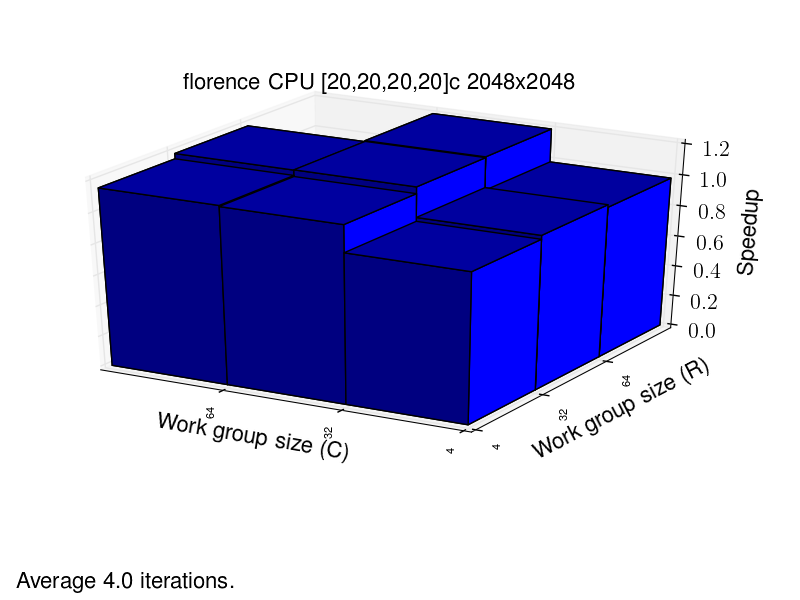 florence CPU [20,20,20,20]c 2048x2048
1.2
1.0
0.8
0.6
0.4
0.2
0.0
Speedup
64
32
4
Work group size (C)
4
32
64
Work group size (R)
Average 4.0 iterations.